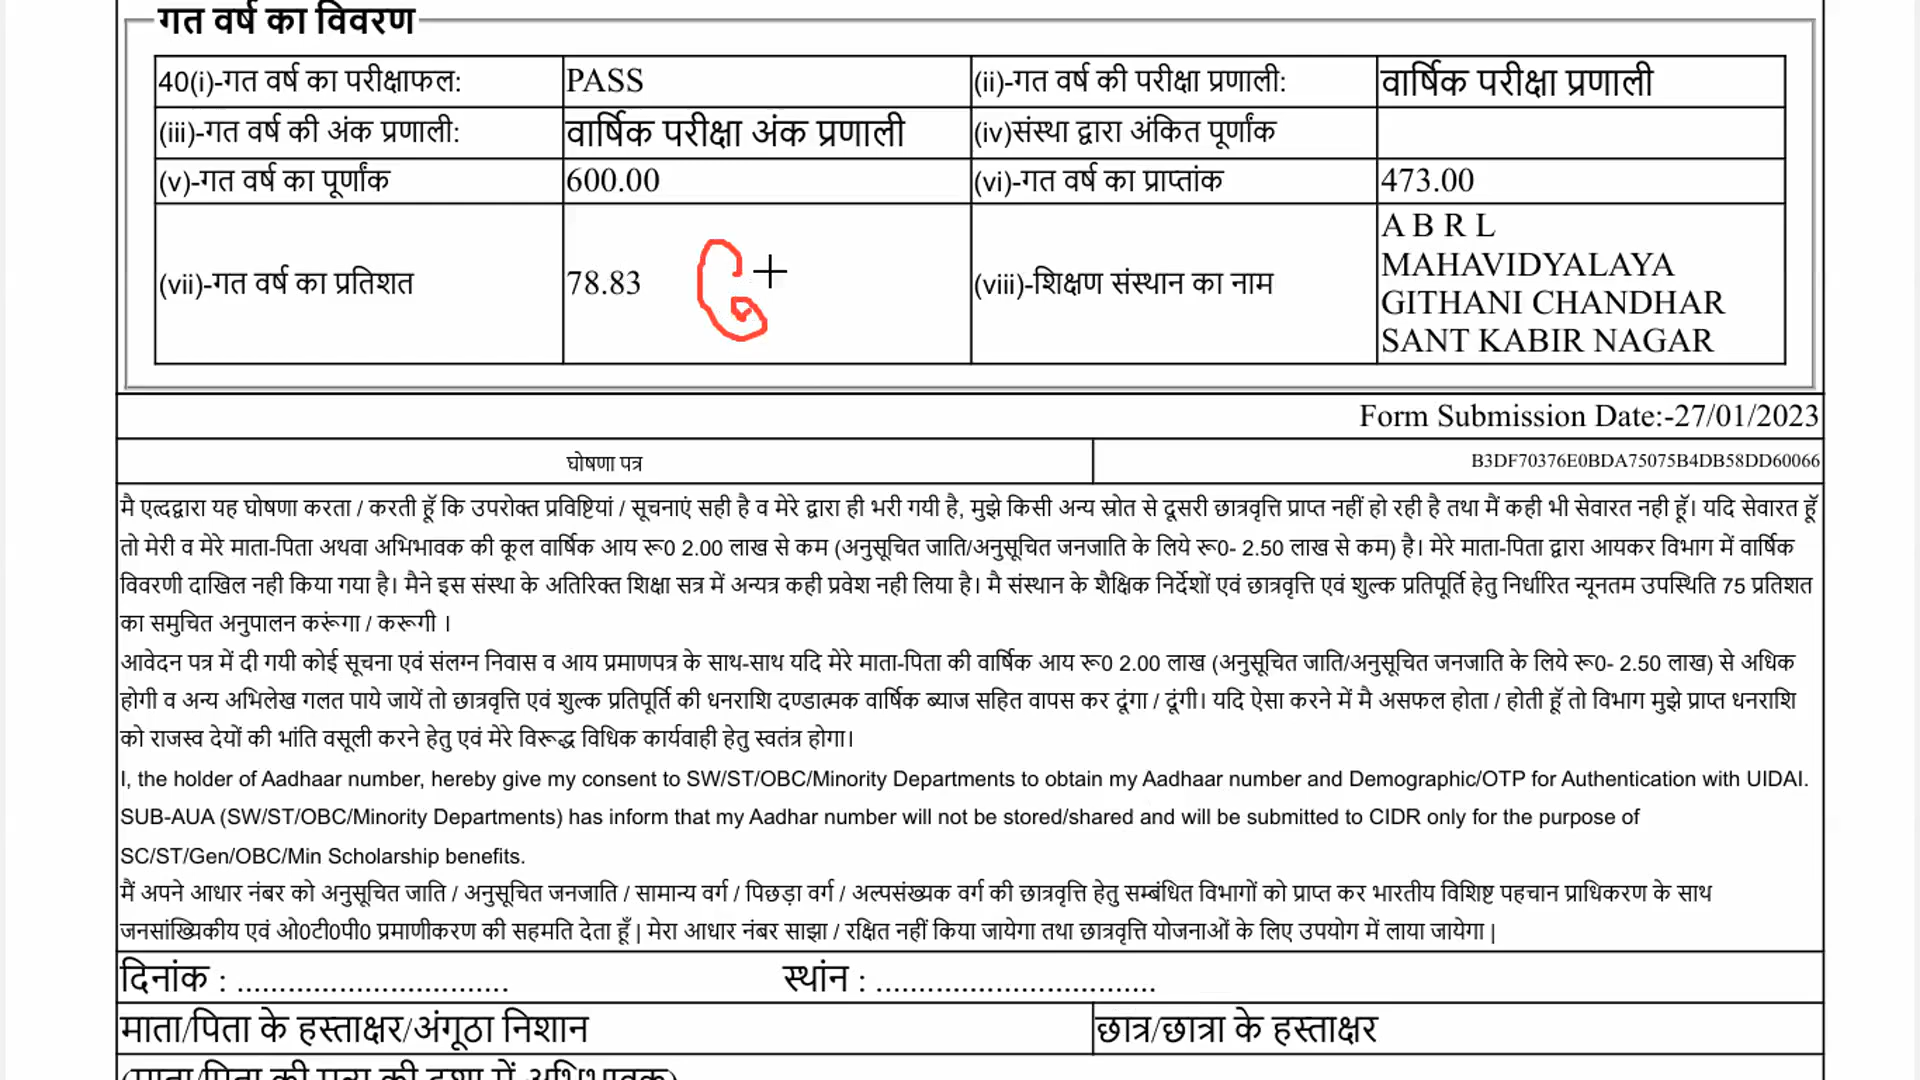 गत वर्ष का विवरण
40(i)-गत वर्ष का परीक्षाफल: PASS (ii)-गत वर्ष की परीक्षा प्रणाली: वार्षिक परीक्षा प्रणाली
(iii)-गत वर्ष की अंक प्रणाली: वार्षिक परीक्षा अंक प्रणाली (iv)संस्था द्वारा अंकित पूर्णांक
(v)-गत वर्ष का पूर्णांक 600.00 (vi)-गत वर्ष का प्राप्तांक 473.00
(vii)-गत वर्ष का प्रतिशत 78.83 (viii)-शिक्षण संस्थान का नाम
A B R L
MAHAVIDYALAYA
GITHANI CHANDHAR
SANT KABIR NAGAR
Form Submission Date:-27/01/2023
घोषणा पत्र B3DF70376E0BDA75075B4DB58DD60066
मै एत्दद्वारा यह घोषणा करता / करती हूँ कि उपरोक्त प्रविष्टियां / सूचनाएं सही है व मेरे द्वारा ही भरी गयी है, मुझे किसी अन्य स्रोत से दूसरी छात्रवृत्ति प्राप्त नहीं हो रही है तथा मैं कही भी सेवारत नही हूँ। यदि सेवारत हूँ
तो मेरी व मेरे माता-पिता अथवा अभिभावक की कूल वार्षिक आय रू0 2.00 लाख से कम (अनुसूचित जाति/अनुसूचित जनजाति के लिये रू0- 2.50 लाख से कम) है। मेरे माता-पिता द्वारा आयकर विभाग में वार्षिक
विवरणी दाखिल नही किया गया है। मैने इस संस्था के अतिरिक्त शिक्षा सत्र में अन्यत्र कही प्रवेश नही लिया है। मै संस्थान के शैक्षिक निर्देशों एवं छात्रवृत्ति एवं शुल्क प्रतिपूर्ति हेतु निर्धारित न्यूनतम उपस्थिति 75 प्रतिशत
का समुचित अनुपालन करूंगा / करूगी ।
आवेदन पत्र में दी गयी कोई सूचना एवं संलग्न निवास व आय प्रमाणपत्र के साथ-साथ यदि मेरे माता-पिता की वार्षिक आय रू0 2.00 लाख (अनुसूचित जाति/अनुसूचित जनजाति के लिये रू0- 2.50 लाख) से अधिक
होगी व अन्य अभिलेख गलत पाये जायें तो छात्रवृत्ति एवं शुल्क प्रतिपूर्ति की धनराशि दण्डात्मक वार्षिक ब्याज सहित वापस कर दूंगा / दूंगी। यदि ऐसा करने में मै असफल होता / होती हूँ तो विभाग मुझे प्राप्त धनराशि
को राजस्व देयों की भांति वसूली करने हेतु एवं मेरे विरूद्ध विधिक कार्यवाही हेतु स्वतंत्र होगा।
I, the holder of Aadhaar number, hereby give my consent to SW/ST/OBC/Minority Departments to obtain my Aadhaar number and Demographic/OTP for Authentication with UIDAI.
SUB-AUA (SW/ST/OBC/Minority Departments) has inform that my Aadhar number will not be stored/shared and will be submitted to CIDR only for the purpose of
SC/ST/Gen/OBC/Min Scholarship benefits.
मैं अपने आधार नंबर को अनुसूचित जाति / अनुसूचित जनजाति / सामान्य वर्ग / पिछड़ा वर्ग / अल्पसंख्यक वर्ग की छात्रवृत्ति हेतु सम्बंधित विभागों को प्राप्त कर भारतीय विशिष्ट पहचान प्राधिकरण के साथ
जनसांख्यिकीय एवं ओ0टी0पी0 प्रमाणीकरण की सहमति देता हूँ | मेरा आधार नंबर साझा / रक्षित नहीं किया जायेगा तथा छात्रवृत्ति योजनाओं के लिए उपयोग में लाया जायेगा |
दिनांक : ................................ स्थांन : .................................
माता/पिता के हस्ताक्षर/अंगूठा निशान छात्र/छात्रा के हस्ताक्षर
(माता/पिता की मृत्यु की दशा में अभिभावक)